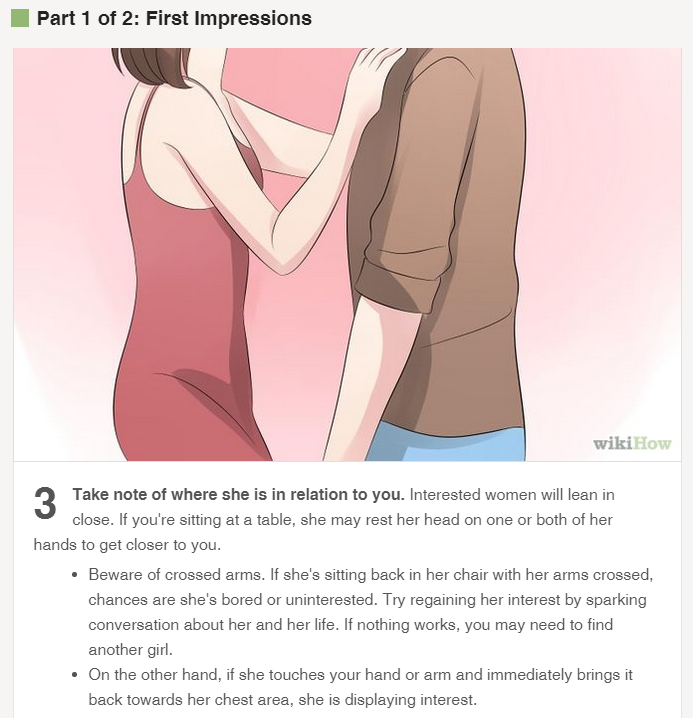 Part 1 of 2: First Impressions
wikiHow
3 Take note of where she is in relation to you. Interested women will lean in
close. If you're sitting at a table, she may rest her head on one or both of her
hands to get closer to you.
• Beware of crossed arms. If she's sitting back in her chair with her arms crossed,
chances are she's bored or uninterested. Try regaining her interest by sparking
conversation about her and her life. If nothing works, you may need to find
another girl.
• On the other hand, if she touches your hand or arm and immediately brings it
back towards her chest area, she is displaying interest.